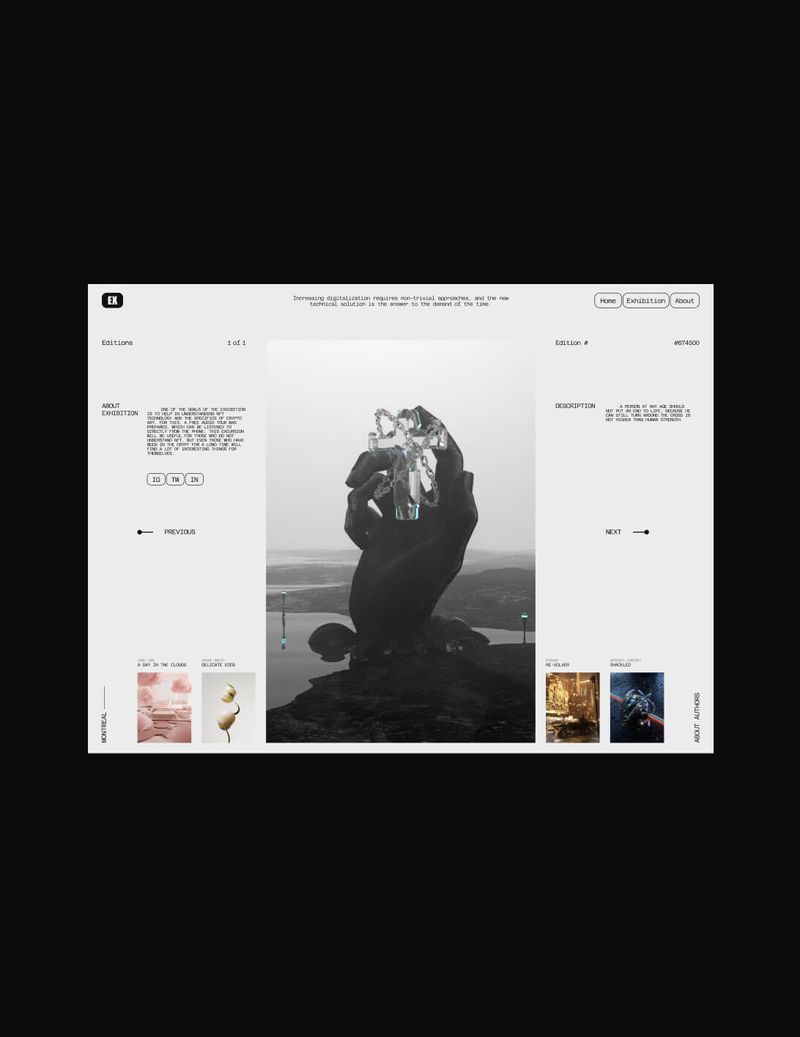 EX
Increasing digitalization requires non-trivial approaches, and the new
technical solution is the answer to the demand of the time.
Home
Exhibition
About
Editions
1 of 1
Edition #
#674500
ABOUT
EXHIBITION
ONE OF THE GOALS OF THE EXHIBITION
IS TO HELP IN UNDERSTANDING NFT
TECHNOLOGY AND THE SPECIFICS OF CRYPTO
ART. FOR THIS, A FREE AUDIO TOUR WAS
PREPARED, WHICH CAN BE LISTENED TO
DIRECTLY FROM THE PHONE. THIS EXCURSION
WILL BE USEFUL FOR THOSE WHO DO NOT
UNDERSTAND NFT. BUT EVEN THOSE WHO HAVE
BEEN IN THE CRYPT FOR A LONG TIME WILL
FIND A LOT OF INTERESTING THINGS FOR
THEMSELVES.
IG
TW
IN
DESCRIPTION
A PERSON AT ANY AGE SHOULD
NOT PUT AN END TO LIFE, BECAUSE HE
CAN STILL TURN AROUND.THE CROSS IS
NOT HIGHER THAN HUMAN STRENGTH.
PREVIOUS
NEXT
A DAY IN THE CLOUDS
DELICATE EGGS
RE-VOLVER
SHACKLED
MONTREAL
ABOUT AUTHORS